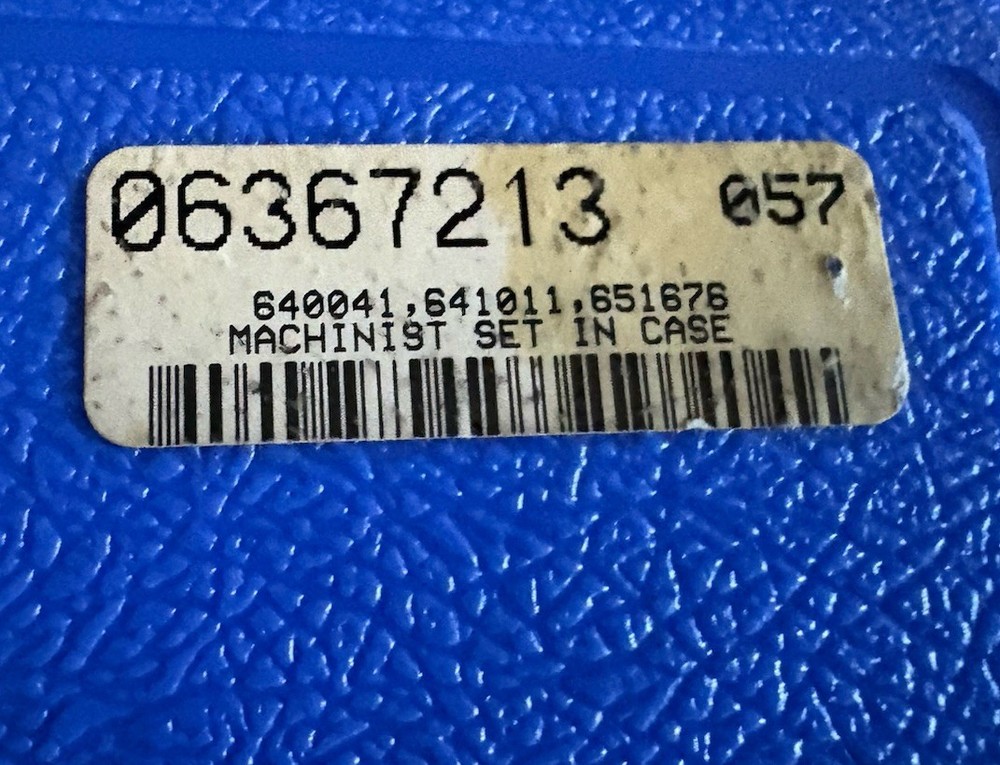 06367213 057
640041,641011,651676
MACHINIST SET IN CASE